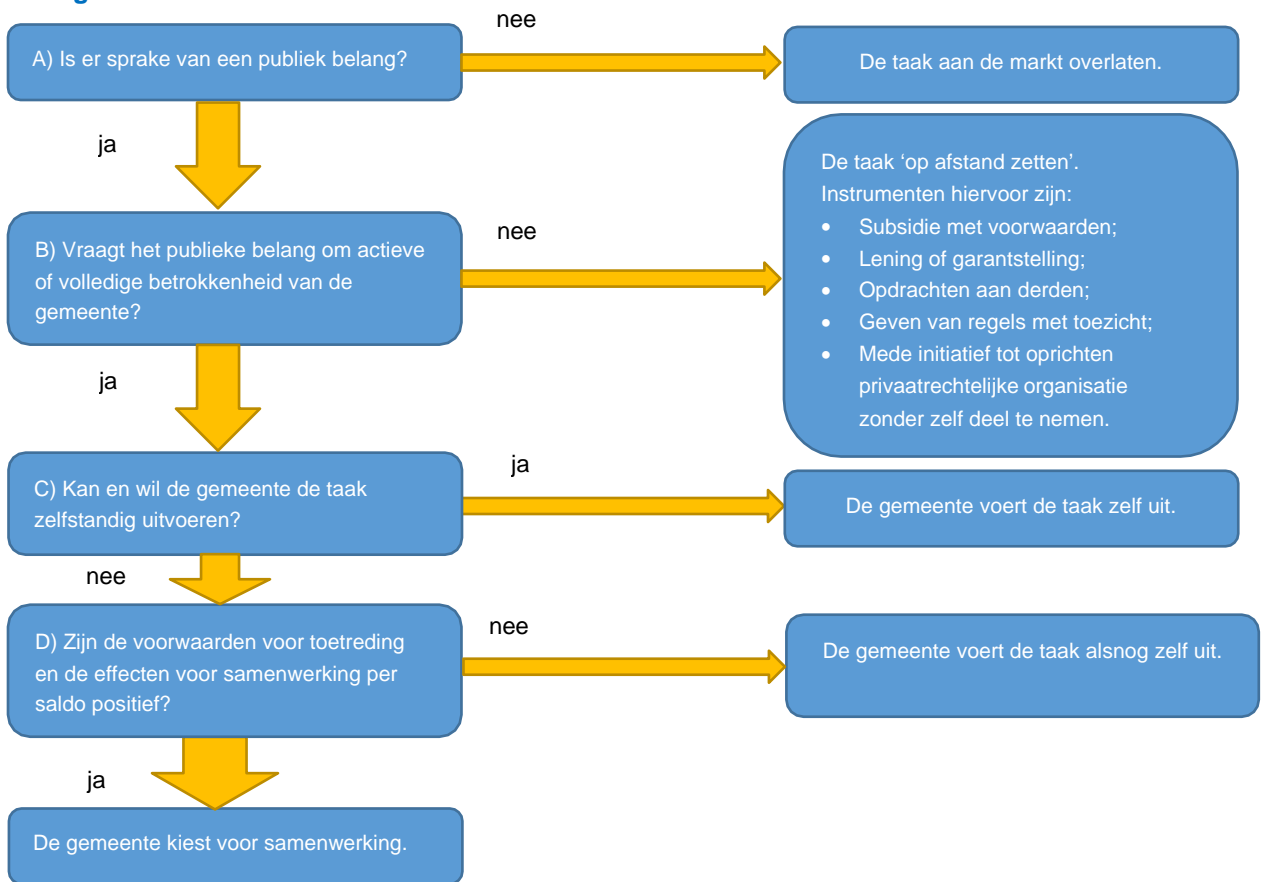 nee
A) Is er sprake van een publiek belang?
De taak aan de markt overlaten.
ja
De taak ‘op afstand zetten’.
Instrumenten hiervoor zijn:
• Subsidie met voorwaarden;
• Lening of garantstelling;
• Opdrachten aan derden;
• Geven van regels met toezicht;
• Mede initiatief tot oprichten
privaatrechtelijke organisatie
zonder zelf deel te nemen.
nee
B) Vraagt het publieke belang om actieve
of volledige betrokkenheid van de
gemeente?
ja
ja
C) Kan en wil de gemeente de taak
zelfstandig uitvoeren?
De gemeente voert de taak zelf uit.
nee
nee
D) Zijn de voorwaarden voor toetreding
en de effecten voor samenwerking per
saldo positief?
De gemeente voert de taak alsnog zelf uit.
ja
De gemeente kiest voor samenwerking.